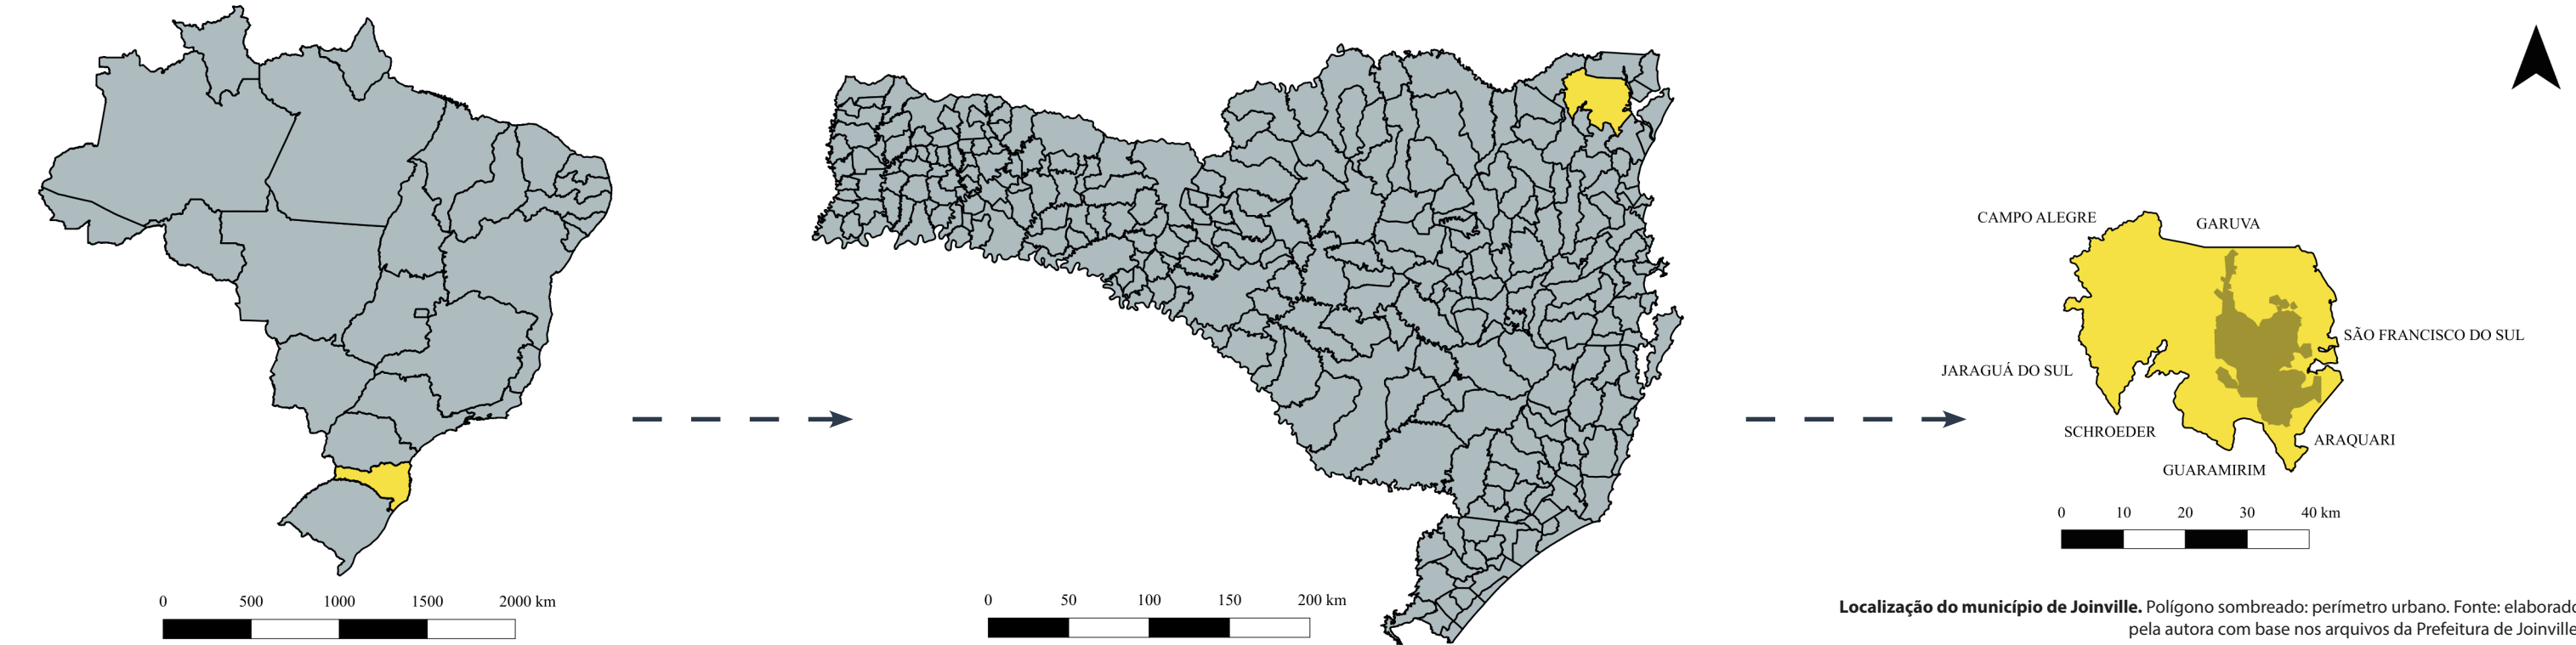 0 500 1000 1500 2000 km
0 50 100 150 200 km
CAMPO ALEGRE
GARUVA
SÃO FRANCISCO DO SUL
JARAGUÁ DO SUL
SCHROEDER
ARAQUARI
GUARAMIRIM
0 10 20 30 40 km
Localização do município de Joinville. Polígono sombreado: perímetro urbano. Fonte: elaborado
pela autora com base nos arquivos da Prefeitura de Joinville